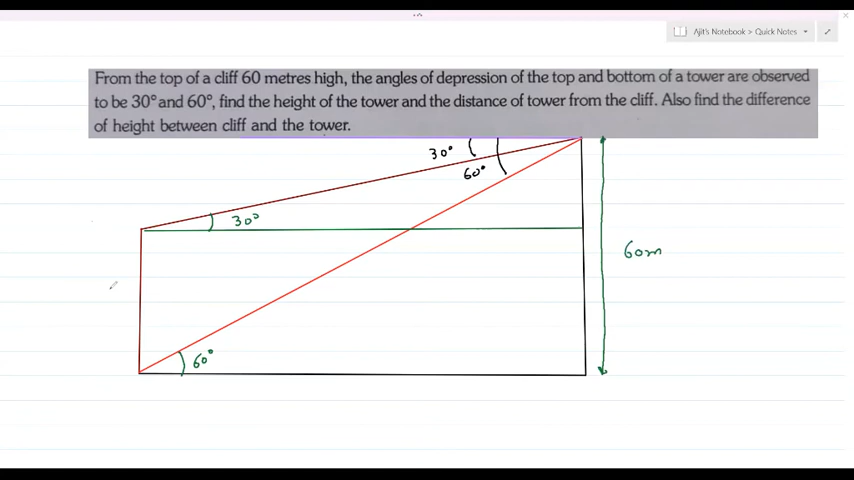 Ajit's Notebook > Quick Notes
From the top of a cliff 60 metres high, the angles of depression of the top and bottom of a tower are observed
to be 30° and 60°, find the height of the tower and the distance of tower from the cliff. Also find the difference
of height between cliff and the tower.
30°
60°
30°
60m
60°